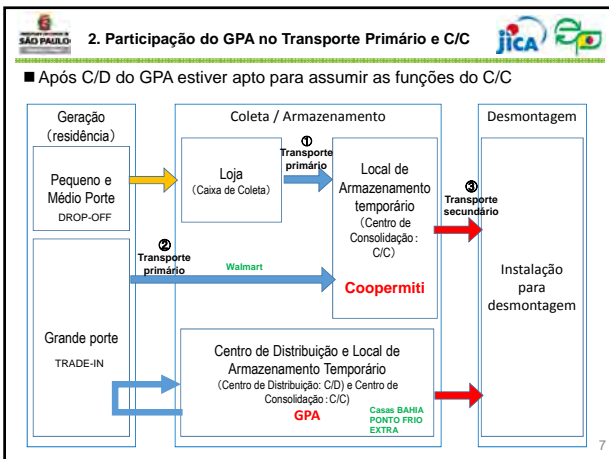 SÃO PAULO
2. Participação do GPA no Transporte Primário e C/C
jica
■ Após C/D do GPA estiver apto para assumir as funções do C/C
Geração
(residência)
Pequeno e
Médio Porte
DROP-OFF
Grande porte
TRADE-IN
Coleta / Armazenamento
Loja
(Caixa de Coleta)
①
Transporte
primário
Local de
Armazenamento
temporário
(Centro de
Consolidação:
C/C)
Coopermiti
②
Transporte
primário
Walmart
Centro de Distribuição e Local de
Armazenamento Temporário
(Centro de Distribuição: C/D) e Centro de
Consolidação:C/C)
GPA
Casas BAHIA
PONTO FRIO
EXTRA
③
Transporte
secundário
Desmontagem
Instalação
para
desmontagem
7